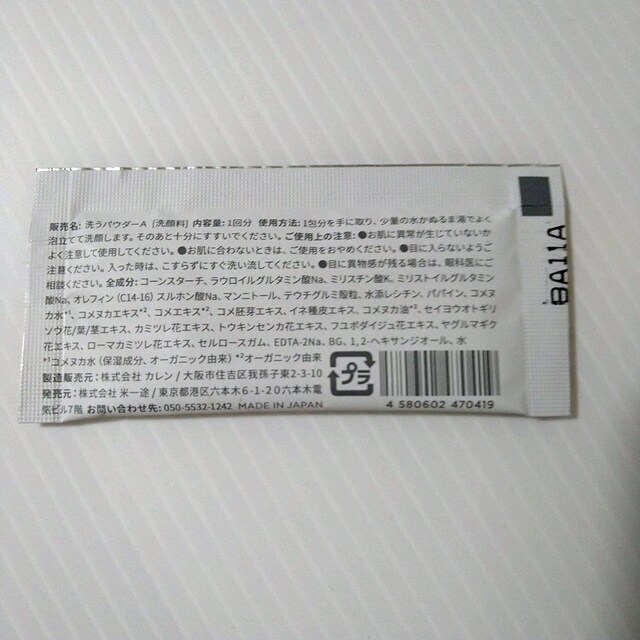 販売名: 洗うパウダーA [洗顔料] 内容量:1回分 使用方法:1包分を手に取り、少量の水かぬるま湯でよく
泡立てて洗顔します。そのあと十分にすすいでください。ご使用上の注意:●お肌に異常が生じていないか
よく注意して使用してください。●お肌に合わないときは、ご使用をおやめください。●目に入らないようご
注意ください。入った時は、こすらずにすぐ洗い流してください。●目に異物感が残る場合は、眼科医にご
相談ください。全成分:コーンスターチ、ラウロイルグルタミン酸Na、ミリスチン酸K、ミリストイルグルタミン
酸Na、オレフィン(C14-16)スルホン酸Na、マンニトール、テウチグルミ殻粒、水添レシチン、パパイン、コメヌ
カ水*¹、コメヌカエキス*²、コメエキス*²、コメ胚芽エキス、イネ種皮エキス、コメヌカ油*²、セイヨウオトギリ
ソウ花/葉/茎エキス、カミツレ花エキス、トウキンセンカ花エキス、フユボダイジュ花エキス、ヤグルマギク
花エキス、ローマカミツレ花エキス、セルロースガム、EDTA-2Na、BG、1,2-ヘキサンジオール、水
*¹コメヌカ水(保湿成分、オーガニック由来)*²オーガニック由来
製造販売元:株式会社 カレン/大阪市住吉区我孫子東2-3-10
発売元:株式会社 米一途/東京都港区六本木6-1-20六本木電
気ビル7階 お問い合わせ先:050-5532-1242 MADE IN JAPAN
プラ
4 580602 470419
8A11A